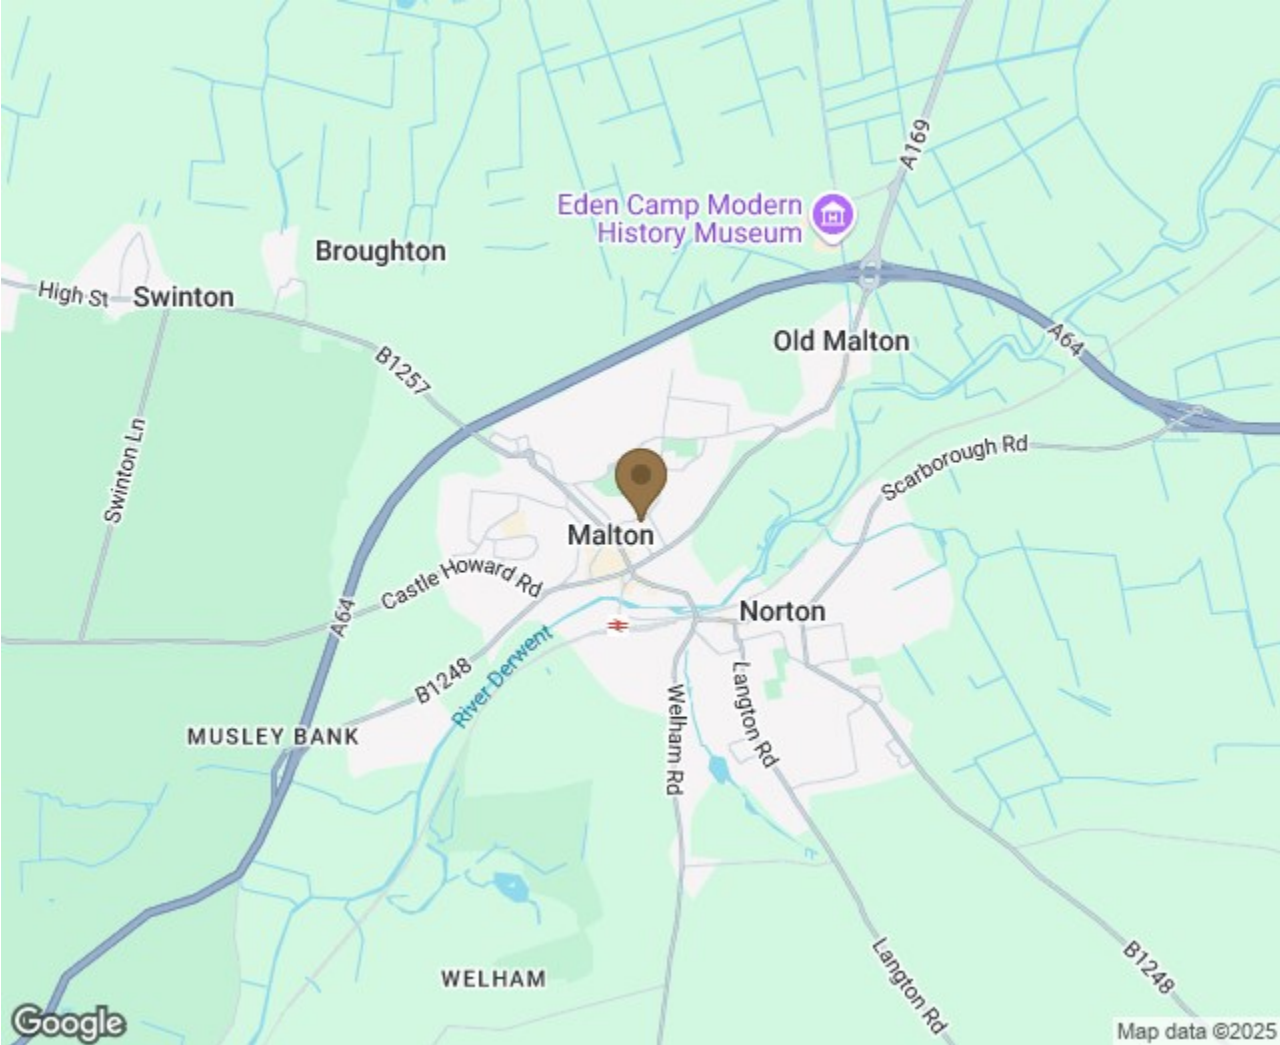 A169
Eden Camp Modern
History Museum
Broughton
High St
Swinton
Old Malton
A64
B1257
Swinton Ln
Scarborough Rd
Malton
Castle Howard Rd
A64
Norton
River Derwent
B1248
Langton Rd
Welham Rd
MUSLEY BANK
WELHAM
Langton Rd
B1248
Google
Map data ©2025